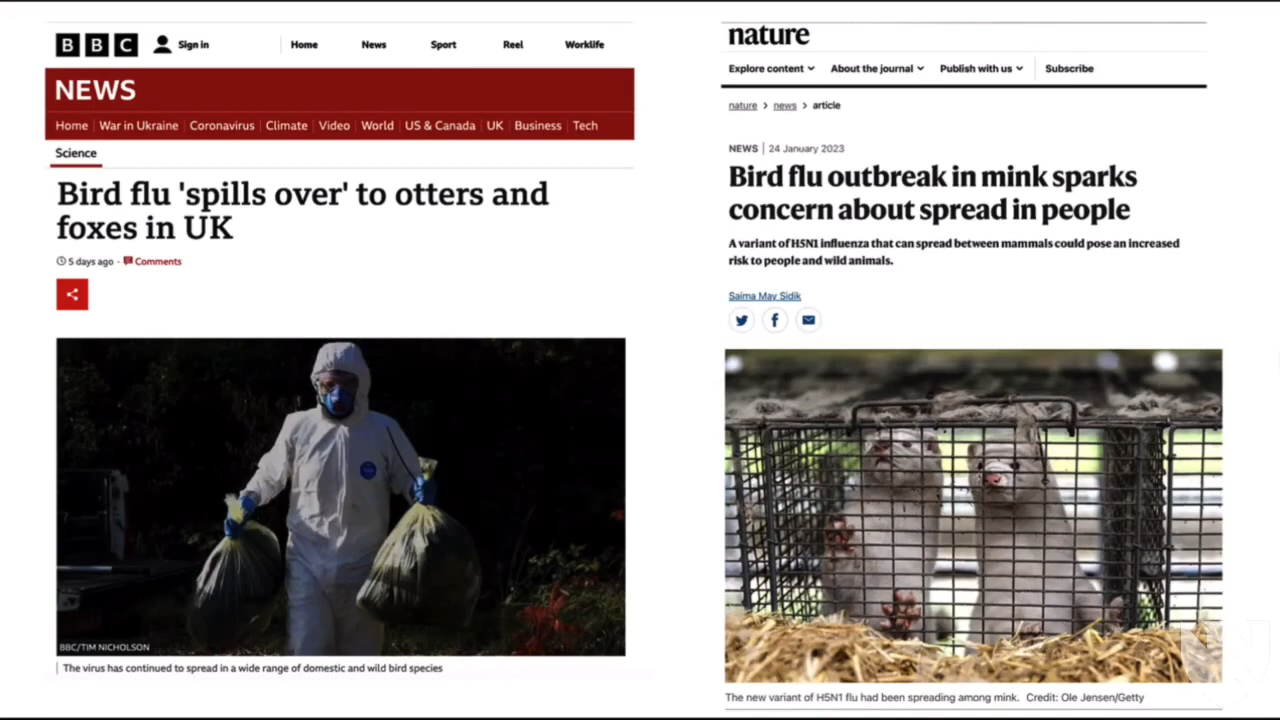 BBC Sign in Home News Sport Reel Worklife
NEWS
Home War in Ukraine Coronavirus Climate Video World US & Canada UK Business Tech
Science
Bird flu 'spills over' to otters and
foxes in UK
5 days ago · Comments
BBC/TIM NICHOLSON
The virus has continued to spread in a wide range of domestic and wild bird species
nature
Explore content About the journal Publish with us Subscribe
nature > news > article
NEWS | 24 January 2023
Bird flu outbreak in mink sparks
concern about spread in people
A variant of H5N1 influenza that can spread between mammals could pose an increased
risk to people and wild animals.
Saima May Sidik
The new variant of H5N1 flu had been spreading among mink. Credit: Ole Jensen/Getty